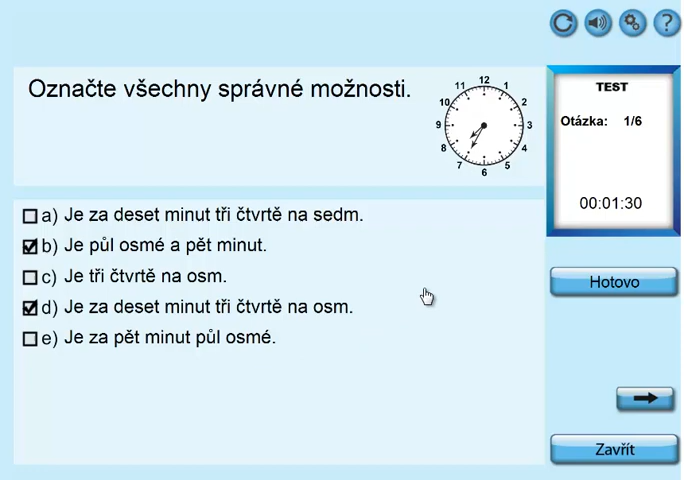 Označte všechny správné možnosti.
12
11 1
10 2
9 3
8 4
7 5
6
TEST
Otázka: 1/6
00:01:30
a) Je za deset minut tři čtvrtě na sedm.
b) Je půl osmé a pět minut.
c) Je tři čtvrtě na osm.
d) Je za deset minut tři čtvrtě na osm.
e) Je za pět minut půl osmé.
Hotovo
Zavřít
?